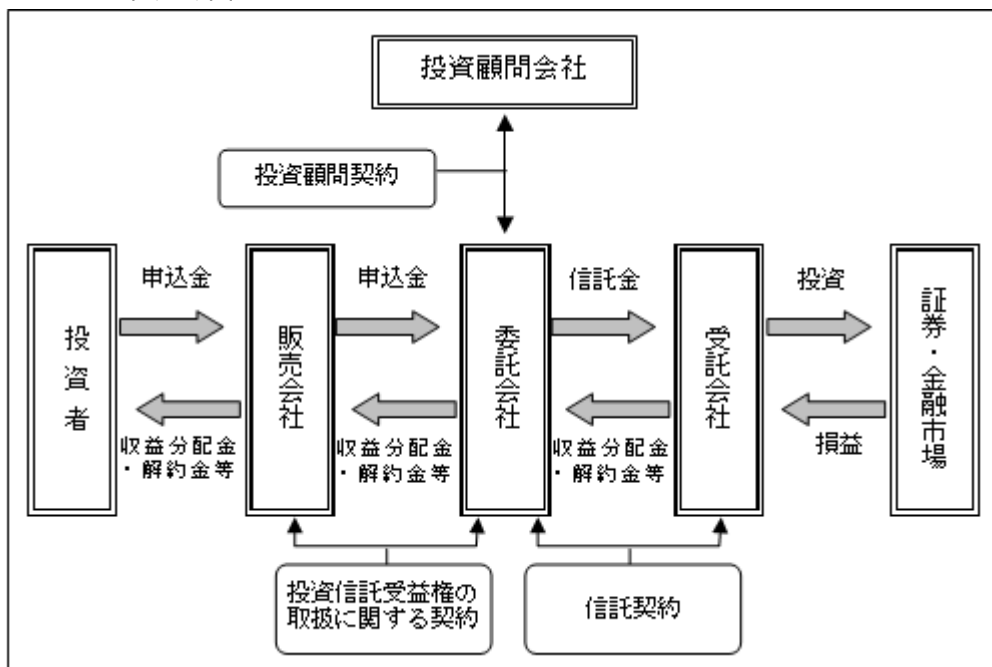 投資顧問会社
投資顧問契約
投資者
申込金
収益分配金
・解約金等
販売会社
申込金
収益分配金
・解約金等
委託会社
信託金
収益分配金
・解約金等
受託会社
投資
損益
証券・金融市場
投資信託受益権の
取扱に関する契約
信託契約